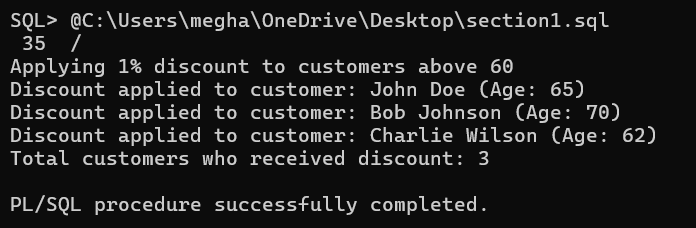 SQL> @C:\Users\megha\OneDrive\Desktop\section1.sql
 35  /
Applying 1% discount to customers above 60
Discount applied to customer: John Doe (Age: 65)
Discount applied to customer: Bob Johnson (Age: 70)
Discount applied to customer: Charlie Wilson (Age: 62)
Total customers who received discount: 3

PL/SQL procedure successfully completed.